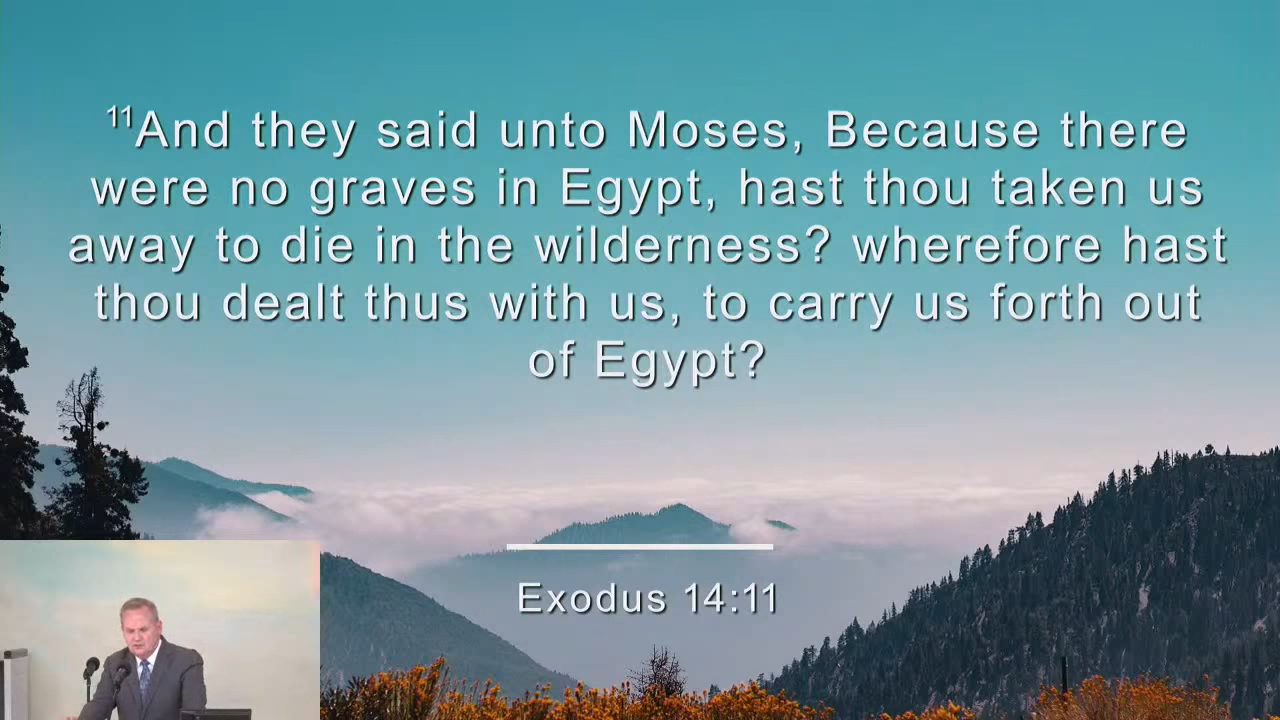 ¹¹And they said unto Moses, Because there
were no graves in Egypt, hast thou taken us
away to die in the wilderness? wherefore hast
thou dealt thus with us, to carry us forth out
of Egypt?
Exodus 14:11